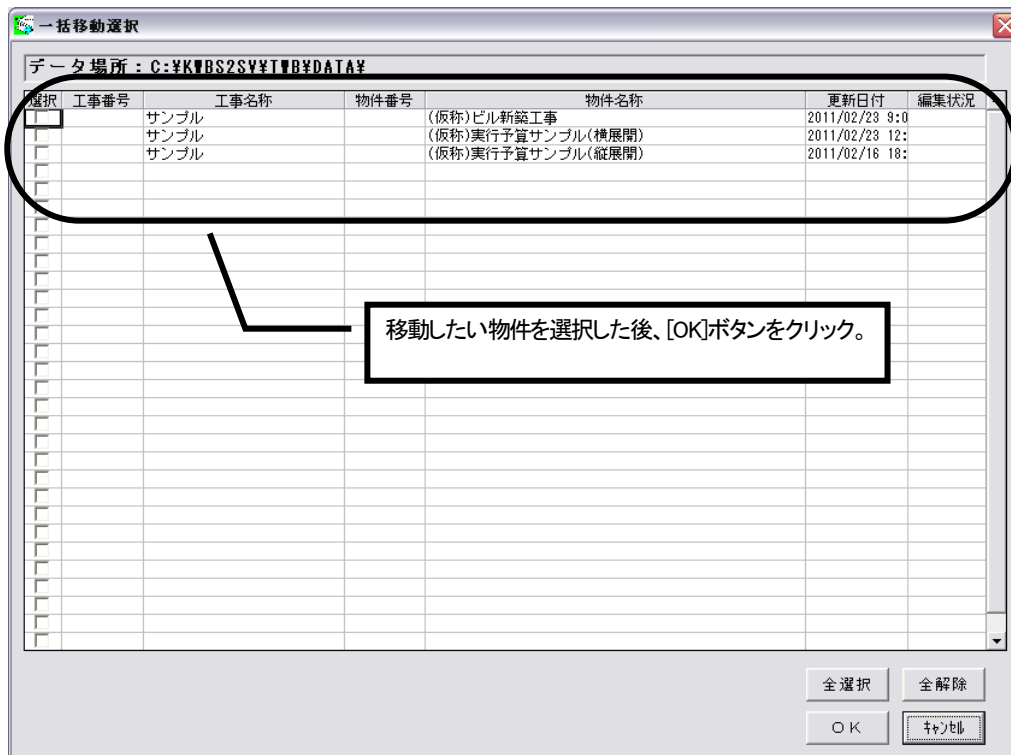 一括移動選択
データ場所：C:¥KWBS2SV¥TWB¥DATA¥
選択 工事番号 工事名称 物件番号 物件名称 更新日付 編集状況
サンプル (仮称)ビル新築工事 2011/02/23 9:0
サンプル (仮称)実行予算サンプル(横展開) 2011/02/23 12:
サンプル (仮称)実行予算サンプル(縦展開) 2011/02/16 18:
移動したい物件を選択した後、[OK]ボタンをクリック。
全選択 全解除
OK ｷｬﾝｾﾙ